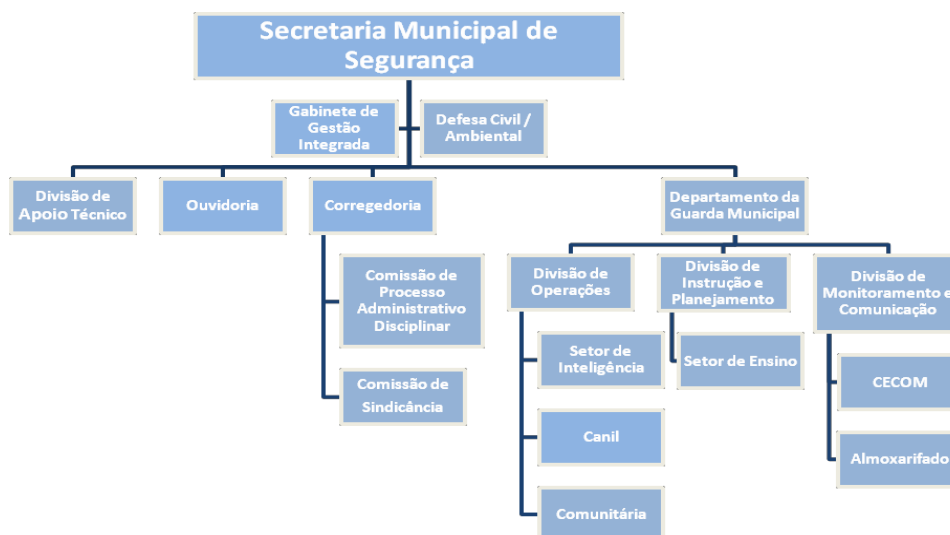 Secretaria Municipal de
Segurança
Gabinete de
Gestão
Integrada
Defesa Civil /
Ambiental
Divisão de
Apoio Técnico
Ouvidoria
Corregedoria
Departamento da
Guarda Municipal
Comissão de
Processo
Administrativo
Disciplinar
Comissão de
Sindicância
Divisão de
Operações
Divisão de
Instrução e
Planejamento
Divisão de
Monitoramento e
Comunicação
Setor de
Inteligência
Setor de Ensino
CECOM
Canil
Almoxarifado
Comunitária